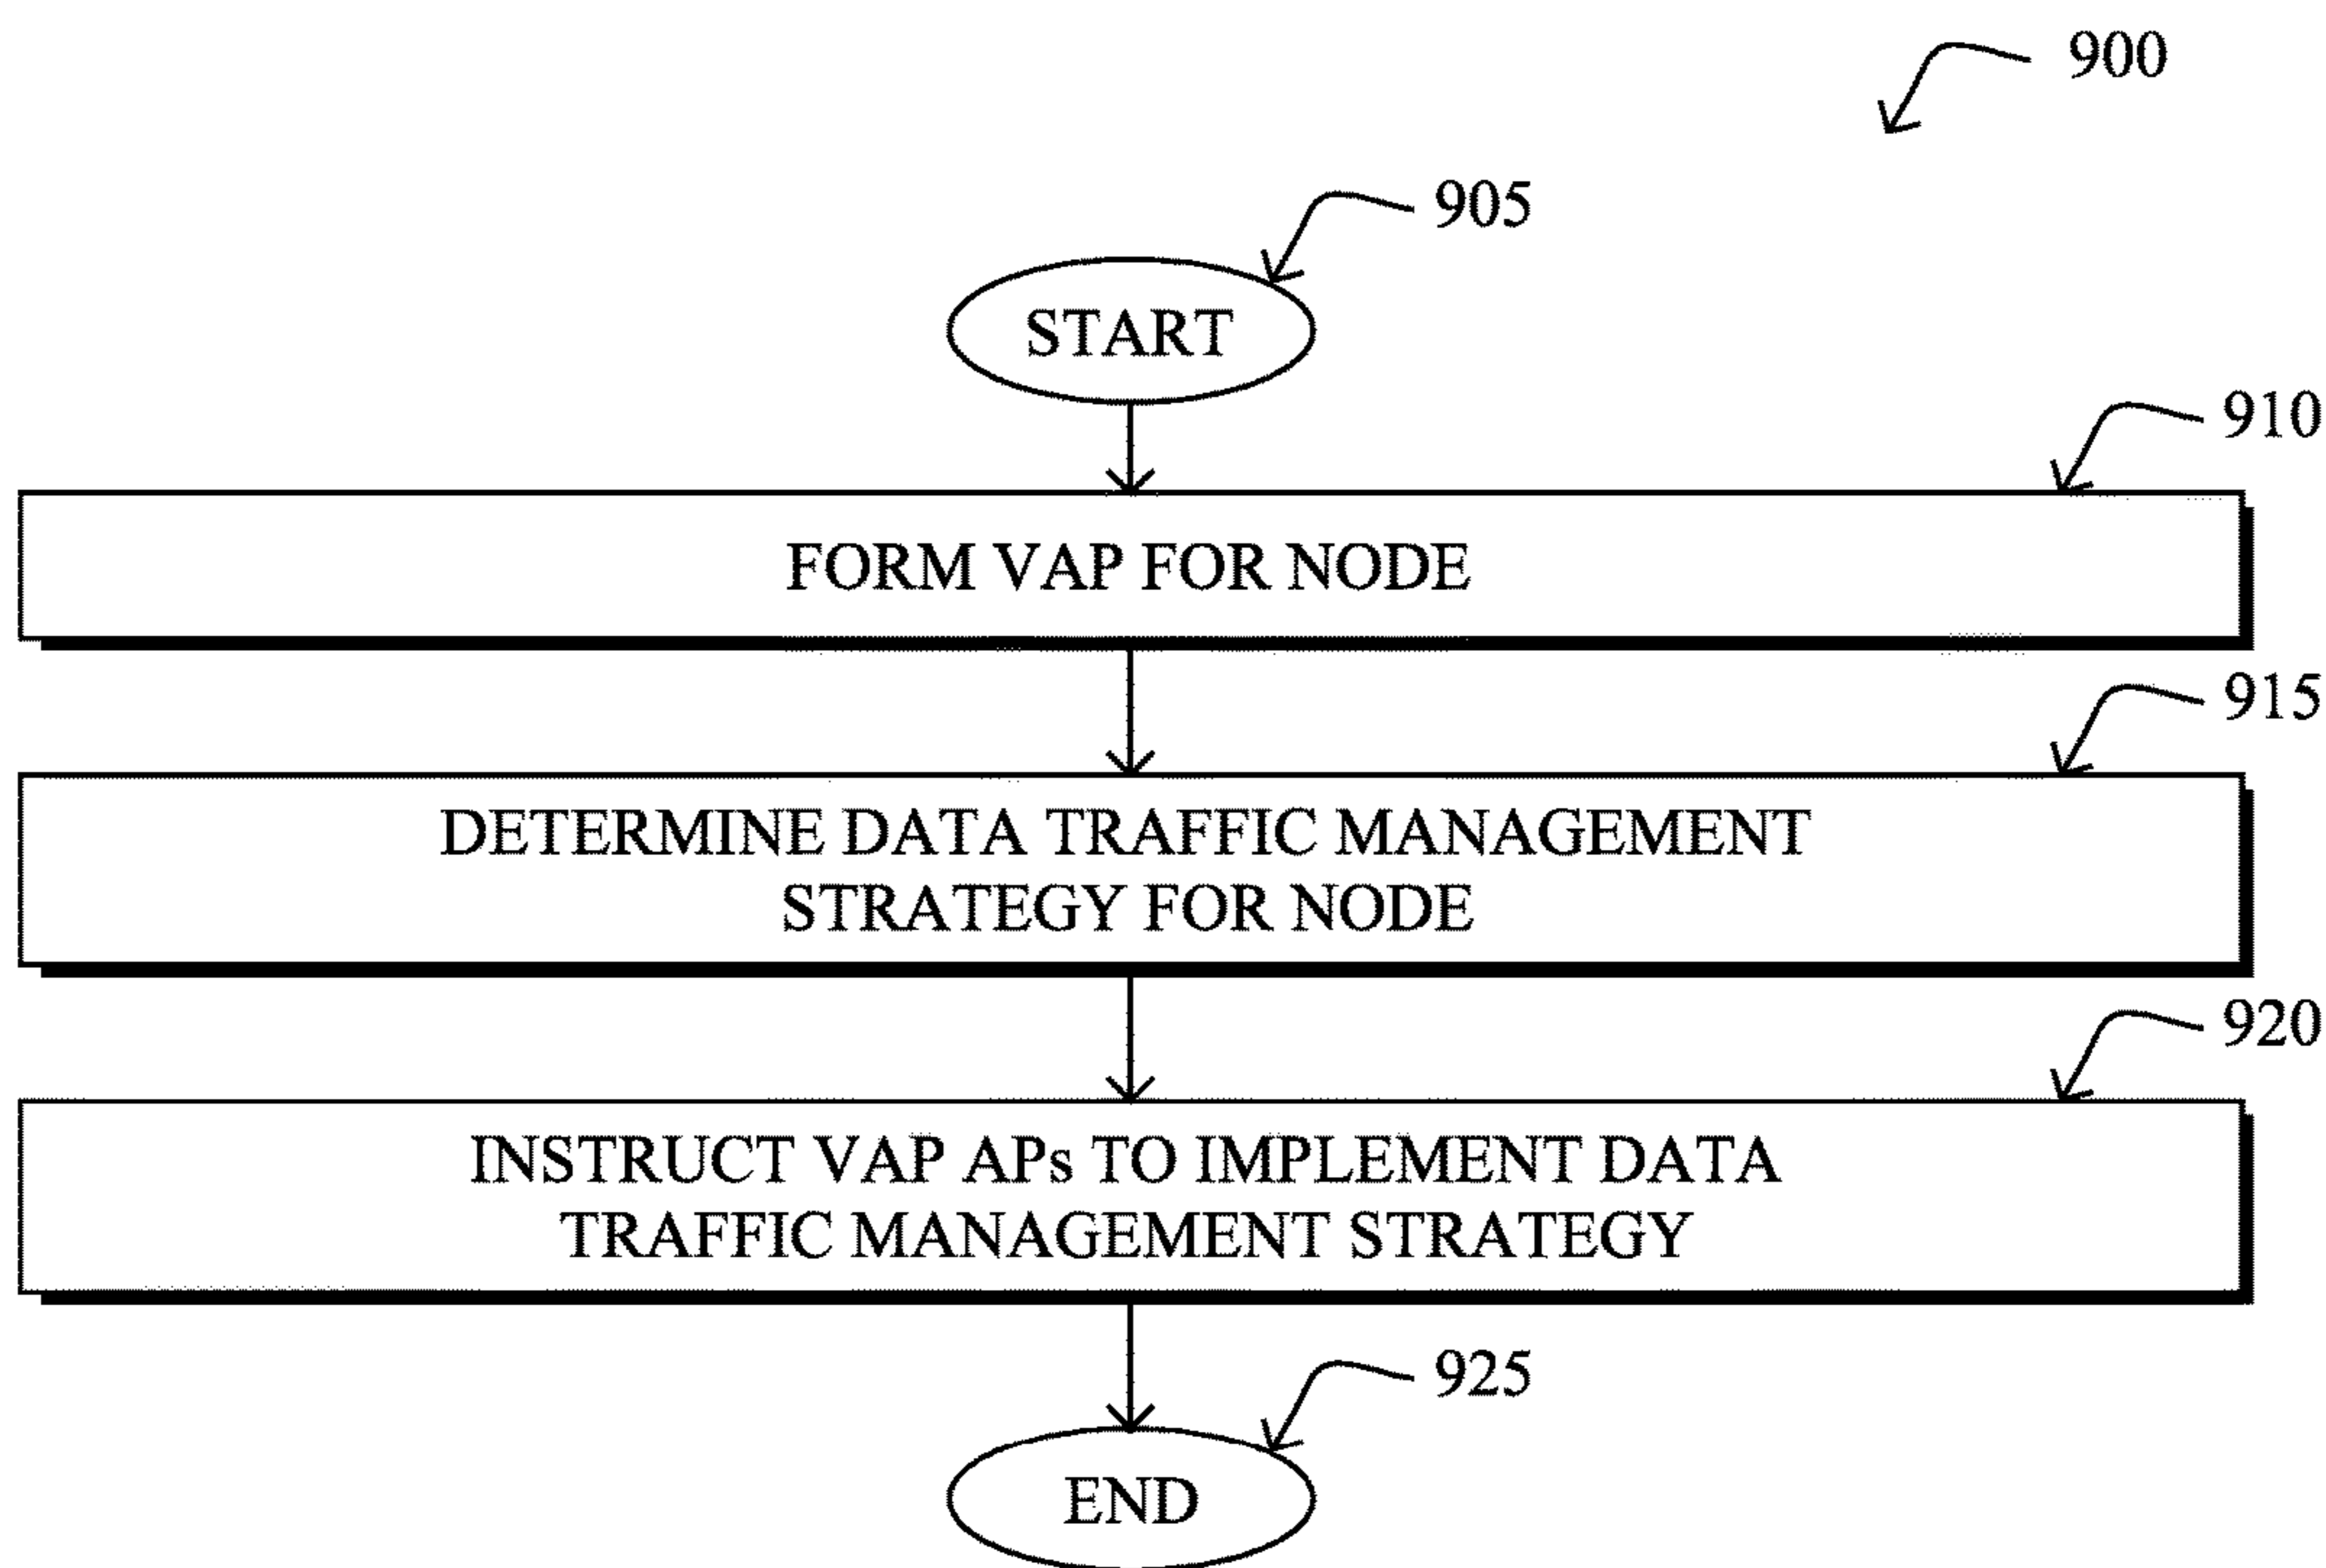 900
905
START
910
FORM VAP FOR NODE
915
DETERMINE DATA TRAFFIC MANAGEMENT
STRATEGY FOR NODE
920
INSTRUCT VAP APs TO IMPLEMENT DATA
TRAFFIC MANAGEMENT STRATEGY
925
END